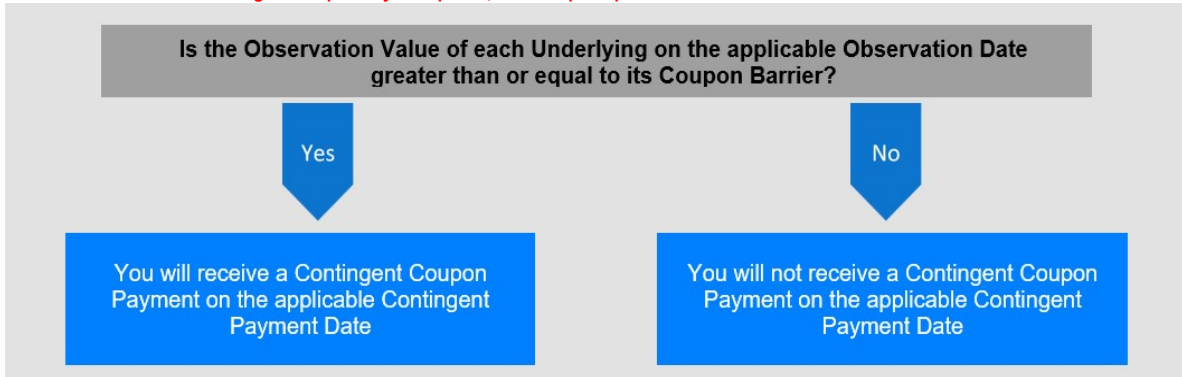 Is the Observation Value of each Underlying on the applicable Observation Date
greater than or equal to its Coupon Barrier?
Yes
No
You will receive a Contingent Coupon
Payment on the applicable Contingent
Payment Date
You will not receive a Contingent Coupon
Payment on the applicable Contingent
Payment Date